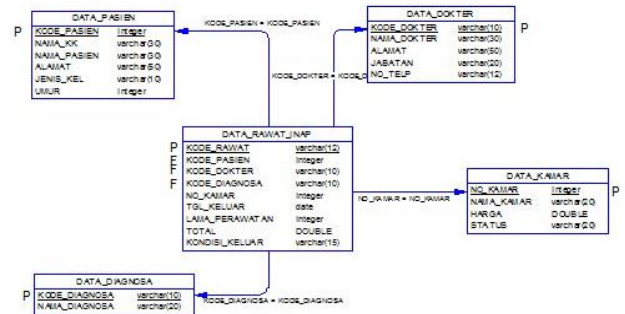 DATA_PASIEN
P KODE_PASIEN Integer
NAMA_KK varchar(30)
NAMA_PASIEN varchar(30)
ALAMAT varchar(50)
JENIS_KEL varchar(10)
UMUR Integer
KODE_PASIEN = KODE_PASIEN
DATA_DOKTER
KODE_DOKTER varchar(10) P
NAMA_DOKTER varchar(30)
ALAMAT varchar(50)
JABATAN varchar(20)
NO_TELP varchar(12)
KODE_DOKTER = KODE_D
DATA_RAWAT_INAP
P KODE_RAWAT varchar(12)
F KODE_PASIEN Integer
F KODE_DOKTER varchar(10)
F KODE_DIAGNOSA varchar(10)
NO_KAMAR Integer
TGL_KELUAR date
LAMA_PERAWATAN Integer
TOTAL DOUBLE
KONDISI_KELUAR varchar(15)
NO_KAMAR = NO_KAMAR
DATA_KAMAR
NO_KAMAR Integer P
NAMA_KAMAR varchar(20)
HARGA DOUBLE
STATUS varchar(20)
DATA_DIAGNOSA
P KODE_DIAGNOSA varchar(10)
NAMA_DIAGNOSA varchar(20)
KODE_DIAGNOSA = KODE_DIAGNOSA